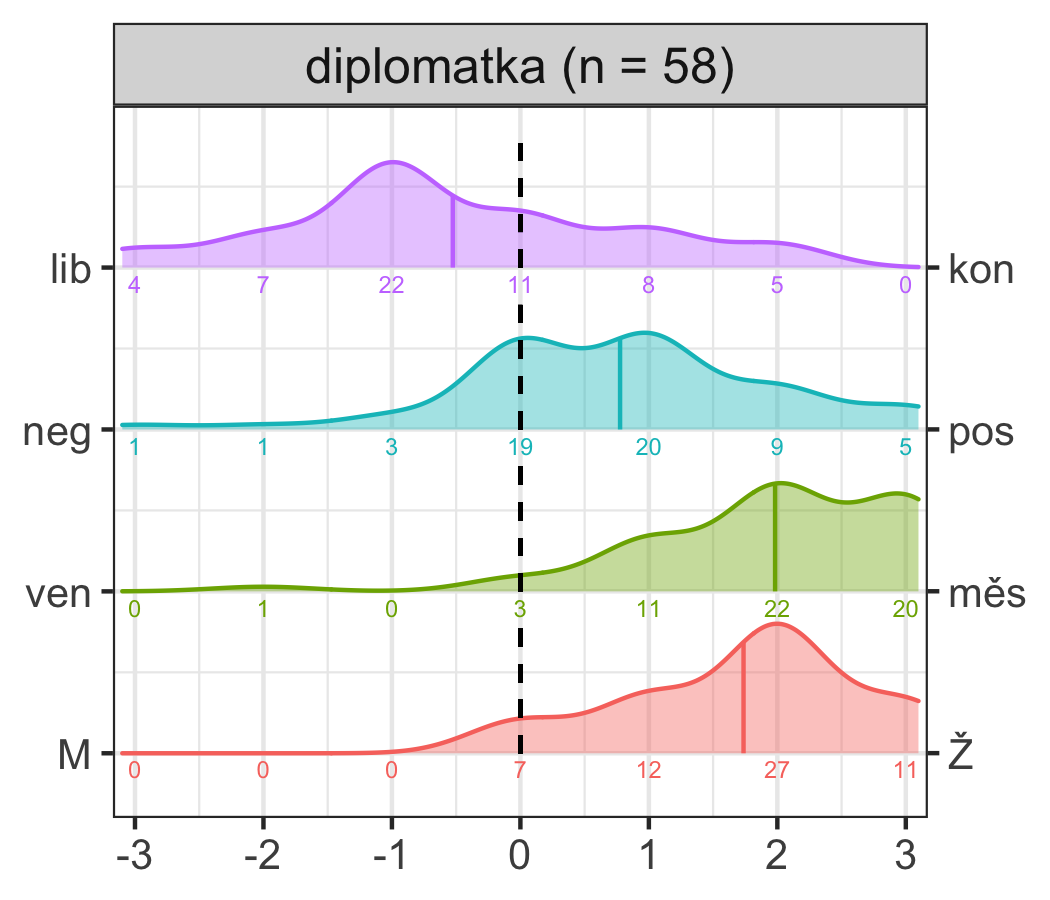 diplomatka (n = 58)
lib kon
4 7 22 11 8 5 0
neg pos
1 1 3 19 20 9 5
ven měs
0 1 0 3 11 22 20
M Ž
0 0 0 7 12 27 11
-3 -2 -1 0 1 2 3